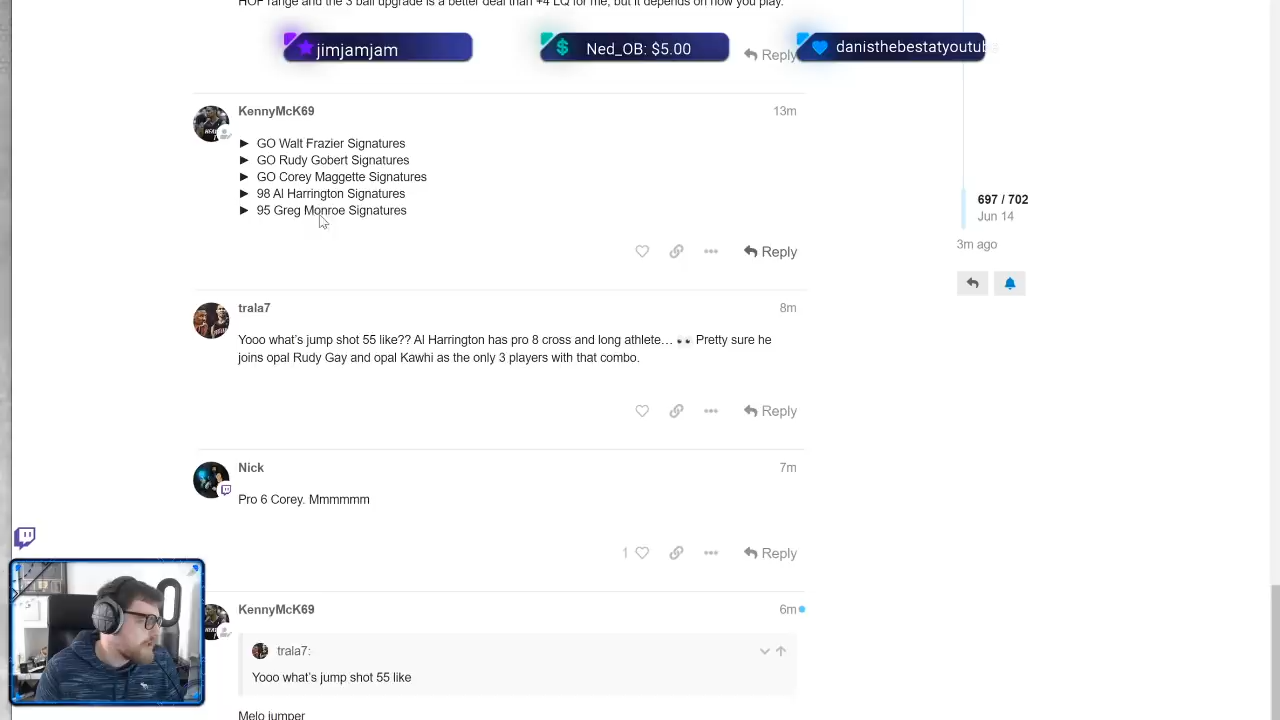 HOF range and the 3 ball upgrade is a better deal than +4 LQ for me, but it depends on how you play.
jimjamjam
Ned_OB: $5.00
danisthebestatyoutube
Reply
KennyMcK69
13m
► GO Walt Frazier Signatures
► GO Rudy Gobert Signatures
► GO Corey Maggette Signatures
► 98 Al Harrington Signatures
► 95 Greg Monroe Signatures
697 / 702
Jun 14
3m ago
Reply
trala7
8m
Yooo what's jump shot 55 like?? Al Harrington has pro 8 cross and long athlete… 👀 Pretty sure he
joins opal Rudy Gay and opal Kawhi as the only 3 players with that combo.
Reply
Nick
7m
Pro 6 Corey. Mmmmmm
1
Reply
KennyMcK69
6m
trala7:
Yooo what's jump shot 55 like
Melo jumper